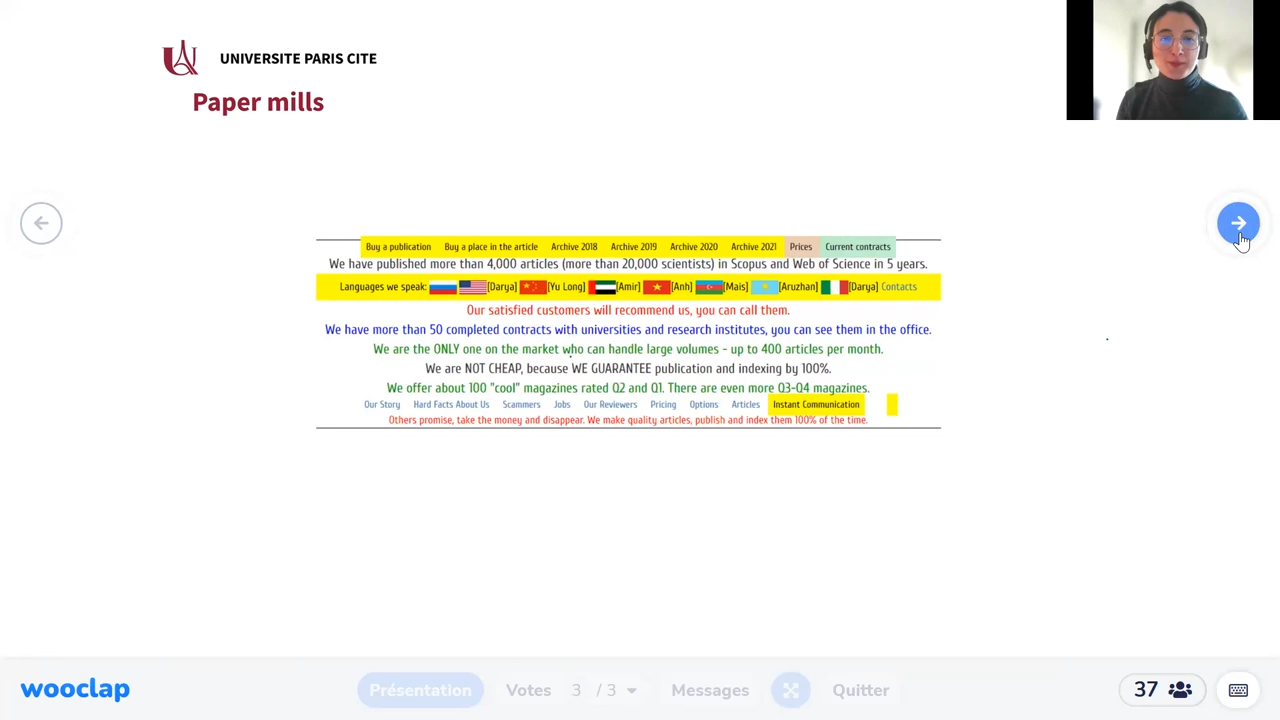 UNIVERSITE PARIS CITE
Paper mills
Buy a publication Buy a place in the article Archive 2018 Archive 2019 Archive 2020 Archive 2021 Prices Current contracts
We have published more than 4,000 articles (more than 20,000 scientists) in Scopus and Web of Science in 5 years.
Languages we speak: [Darya] [Yu Long] [Amir] [Anh] [Mais] [Aruzhan] [Darya] Contacts
Our satisfied customers will recommend us, you can call them.
We have more than 50 completed contracts with universities and research institutes, you can see them in the office.
We are the ONLY one on the market who can handle large volumes - up to 400 articles per month.
We are NOT CHEAP, because WE GUARANTEE publication and indexing by 100%.
We offer about 100 "cool" magazines rated Q2 and Q1. There are even more Q3-Q4 magazines.
Our Story Hard Facts About Us Scammers Jobs Our Reviewers Pricing Options Articles Instant Communication
Others promise, take the money and disappear. We make quality articles, publish and index them 100% of the time.
wooclap Présentation Votes 3 / 3 Messages Quitter 37